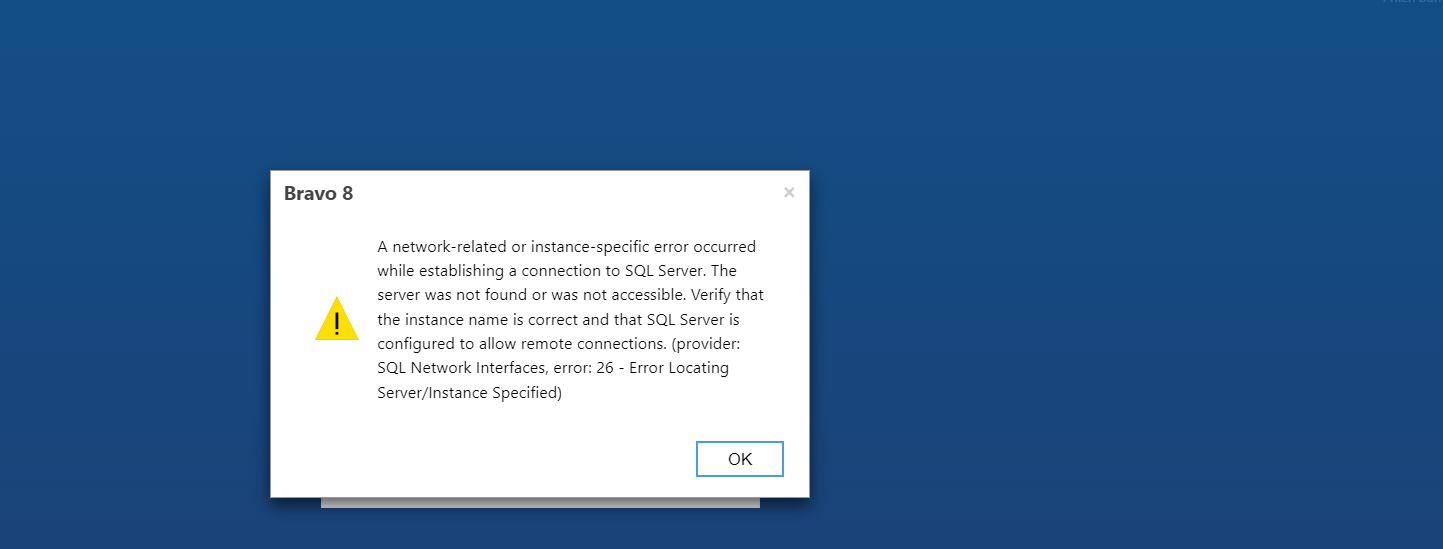 Bravo 8
A network-related or instance-specific error occurred
while establishing a connection to SQL Server. The
server was not found or was not accessible. Verify that
the instance name is correct and that SQL Server is
configured to allow remote connections. (provider:
SQL Network Interfaces, error: 26 - Error Locating
Server/Instance Specified)
OK